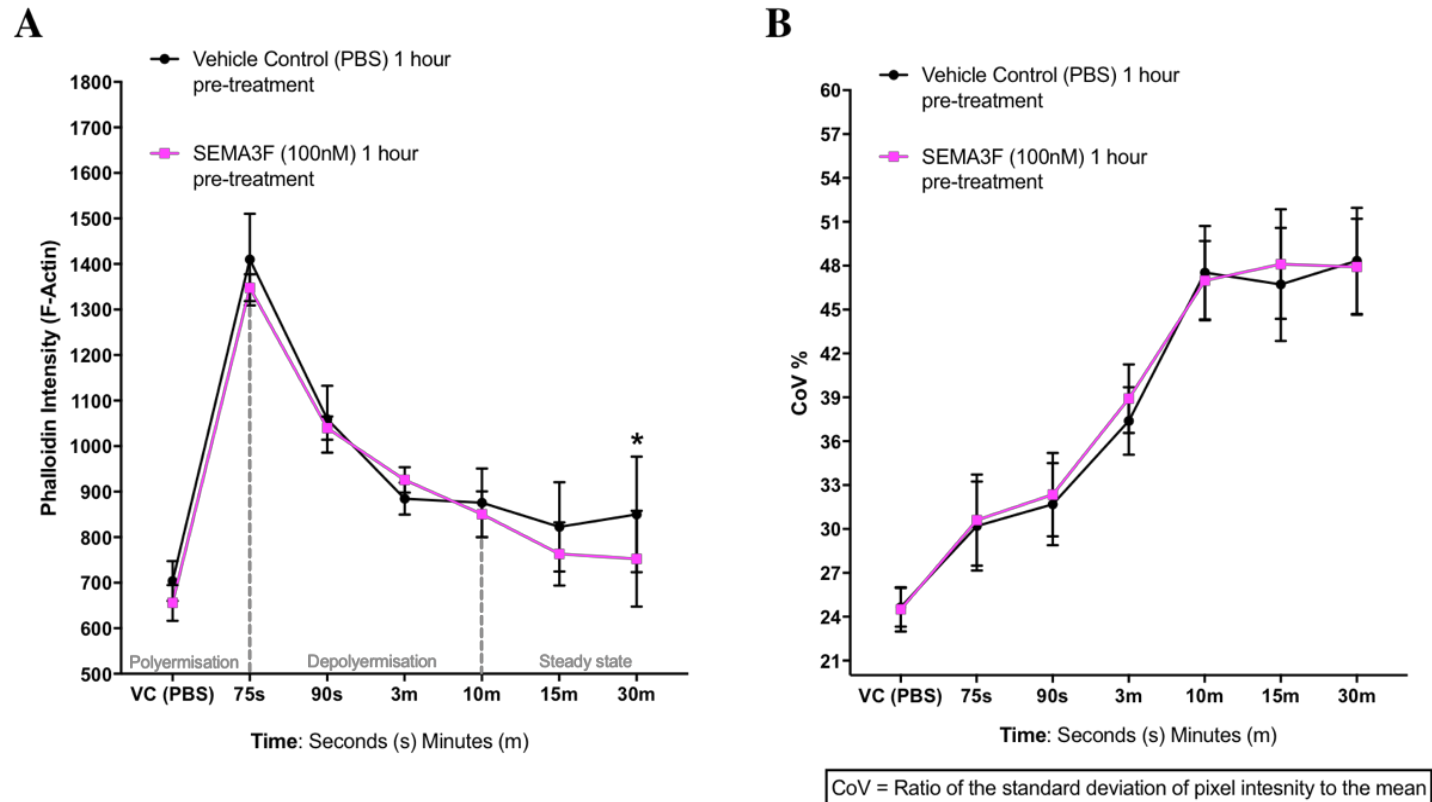 A
Vehicle Control (PBS) 1 hour
pre-treatment
SEMA3F (100nM) 1 hour
pre-treatment
1800
1700
1600
1500
1400
1300
1200
1100
1000
900
800
700
600
500
Phalloidin Intensity (F-Actin)
*
Polyermisation
Depolyermisation
Steady state
VC (PBS) 75s 90s 3m 10m 15m 30m
Time: Seconds (s) Minutes (m)
B
Vehicle Control (PBS) 1 hour
pre-treatment
SEMA3F (100nM) 1 hour
pre-treatment
60
57
54
51
48
45
42
39
36
33
30
27
24
21
CoV %
VC (PBS) 75s 90s 3m 10m 15m 30m
Time: Seconds (s) Minutes (m)
CoV = Ratio of the standard deviation of pixel intesnity to the mean